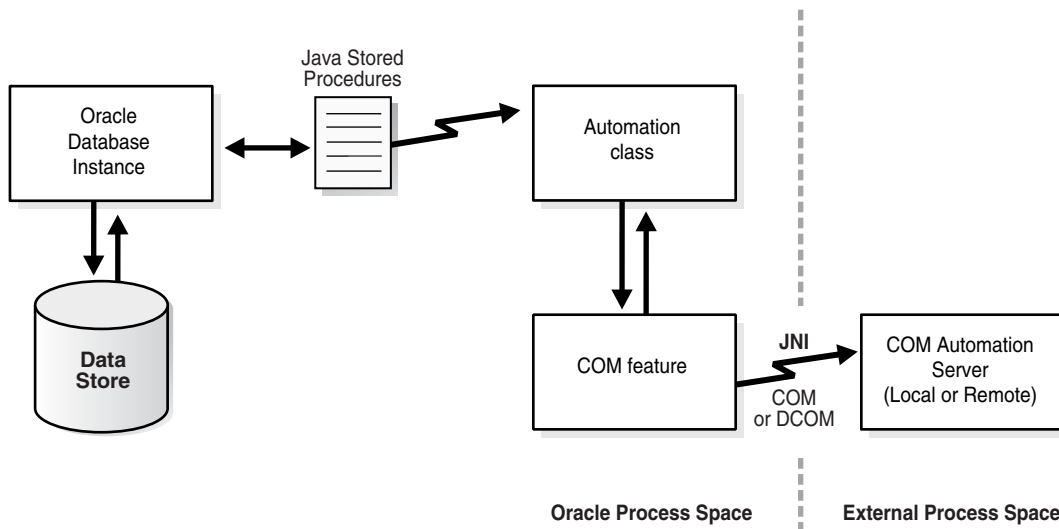 Java Stored
Procedures
Oracle
Database
Instance
Automation
class
Data
Store
COM feature
JNI
COM
or DCOM
COM Automation
Server
(Local or Remote)
Oracle Process Space
External Process Space